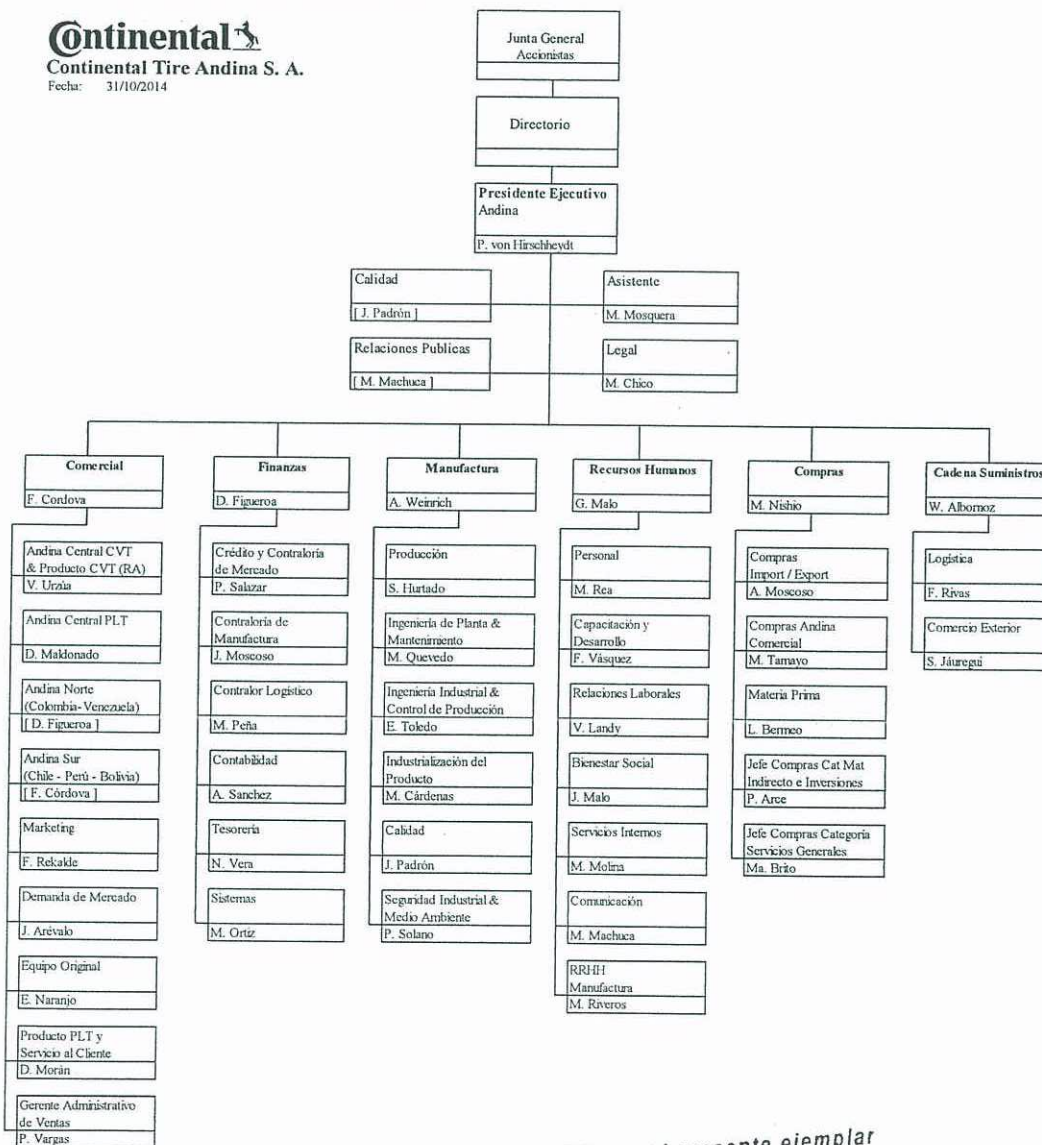 Continental
Continental Tire Andina S. A.
Fecha: 31/10/2014
Junta General
Accionistas
Directorio
Presidente Ejecutivo
Andina
P. von Hirschheydt
Calidad
[ J. Padrón ]
Asistente
M. Mosquera
Relaciones Publicas
[ M. Machuca ]
Legal
M. Chico
Comercial
F. Cordova
Andina Central CVT
& Producto CVT (RA)
V. Urzúa
Andina Central PLT
D. Maldonado
Andina Norte
(Colombia-Venezuela)
[ D. Figueroa ]
Andina Sur
(Chile - Perú - Bolivia)
[ F. Córdova ]
Marketing
F. Rekalde
Demanda de Mercado
J. Arévalo
Equipo Original
E. Naranjo
Producto PLT y
Servicio al Cliente
D. Morán
Gerente Administrativo
de Ventas
P. Vargas
Finanzas
D. Figueroa
Crédito y Contraloría
de Mercado
P. Salazar
Contraloría de
Manufactura
J. Moscoso
Contralor Logístico
M. Peña
Contabilidad
A. Sanchez
Tesorería
N. Vera
Sistemas
M. Ortiz
Manufactura
A. Weinrich
Producción
S. Hurtado
Ingeniería de Planta &
Mantenimiento
M. Quevedo
Ingeniería Industrial &
Control de Producción
E. Toledo
Industrialización del
Producto
M. Cárdenas
Calidad
J. Padrón
Seguridad Industrial &
Medio Ambiente
P. Solano
Recursos Humanos
G. Malo
Personal
M. Rea
Capacitación y
Desarrollo
F. Vásquez
Relaciones Laborales
V. Landy
Bienestar Social
J. Malo
Servicios Internos
M. Molina
Comunicación
M. Machuca
RRHH
Manufactura
M. Riveros
Compras
M. Nishio
Compras
Import / Export
A. Moscoso
Compras Andina
Comercial
M. Tamayo
Materia Prima
L. Bermeo
Jefe Compras Cat Mat
Indirecto e Inversiones
P. Arce
Jefe Compras Categoría
Servicios Generales
Ma. Brito
Cadena Suministros
W. Albornoz
Logística
F. Rivas
Comercio Exterior
S. Jáuregui
ejemplar